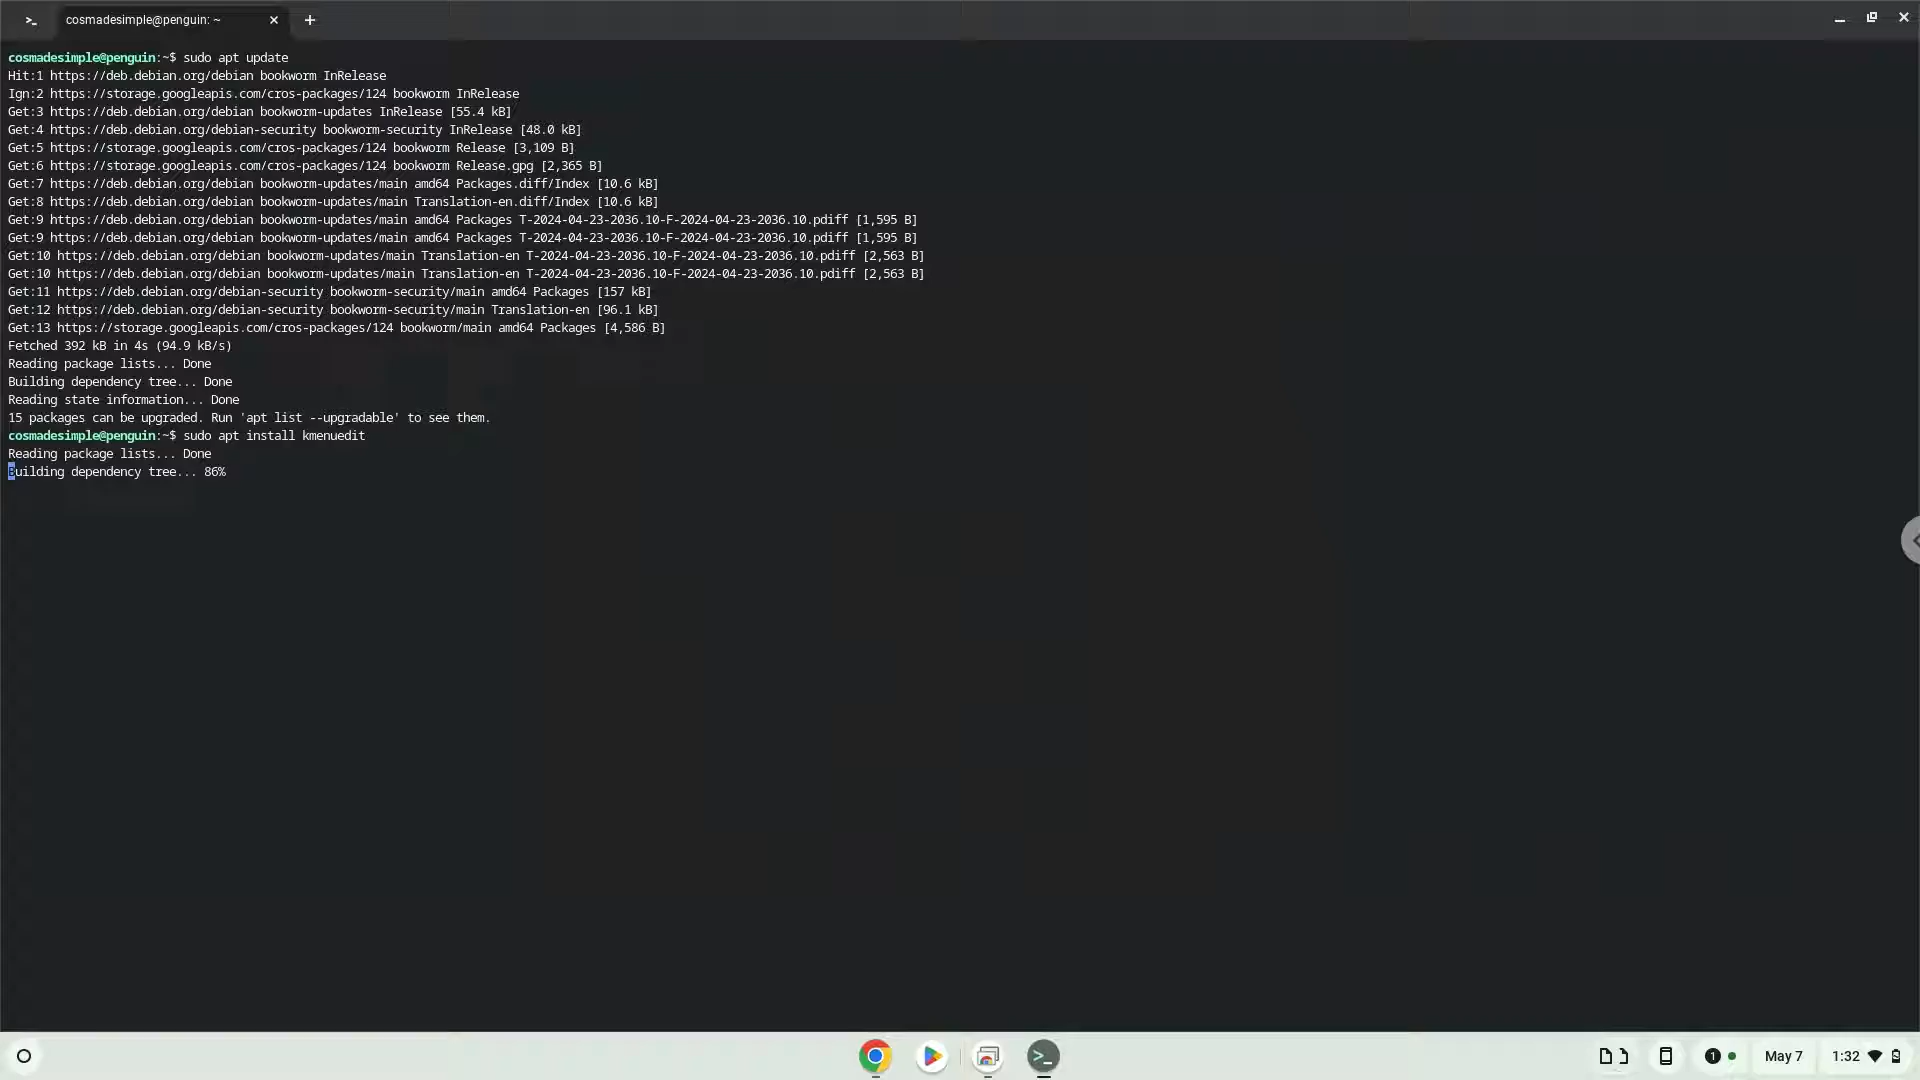 cosmadesimple@penguin: ~
cosmadesimple@penguin:~$ sudo apt update
Hit:1 https://deb.debian.org/debian bookworm InRelease
Ign:2 https://storage.googleapis.com/cros-packages/124 bookworm InRelease
Get:3 https://deb.debian.org/debian bookworm-updates InRelease [55.4 kB]
Get:4 https://deb.debian.org/debian-security bookworm-security InRelease [48.0 kB]
Get:5 https://storage.googleapis.com/cros-packages/124 bookworm Release [3,109 B]
Get:6 https://storage.googleapis.com/cros-packages/124 bookworm Release.gpg [2,365 B]
Get:7 https://deb.debian.org/debian bookworm-updates/main amd64 Packages.diff/Index [10.6 kB]
Get:8 https://deb.debian.org/debian bookworm-updates/main Translation-en.diff/Index [10.6 kB]
Get:9 https://deb.debian.org/debian bookworm-updates/main amd64 Packages T-2024-04-23-2036.10-F-2024-04-23-2036.10.pdiff [1,595 B]
Get:9 https://deb.debian.org/debian bookworm-updates/main amd64 Packages T-2024-04-23-2036.10-F-2024-04-23-2036.10.pdiff [1,595 B]
Get:10 https://deb.debian.org/debian bookworm-updates/main Translation-en T-2024-04-23-2036.10-F-2024-04-23-2036.10.pdiff [2,563 B]
Get:10 https://deb.debian.org/debian bookworm-updates/main Translation-en T-2024-04-23-2036.10-F-2024-04-23-2036.10.pdiff [2,563 B]
Get:11 https://deb.debian.org/debian-security bookworm-security/main amd64 Packages [157 kB]
Get:12 https://deb.debian.org/debian-security bookworm-security/main Translation-en [96.1 kB]
Get:13 https://storage.googleapis.com/cros-packages/124 bookworm/main amd64 Packages [4,586 B]
Fetched 392 kB in 4s (94.9 kB/s)
Reading package lists... Done
Building dependency tree... Done
Reading state information... Done
15 packages can be upgraded. Run 'apt list --upgradable' to see them.
cosmadesimple@penguin:~$ sudo apt install kmenuedit
Reading package lists... Done
Building dependency tree... 86%
1 May 7 1:32